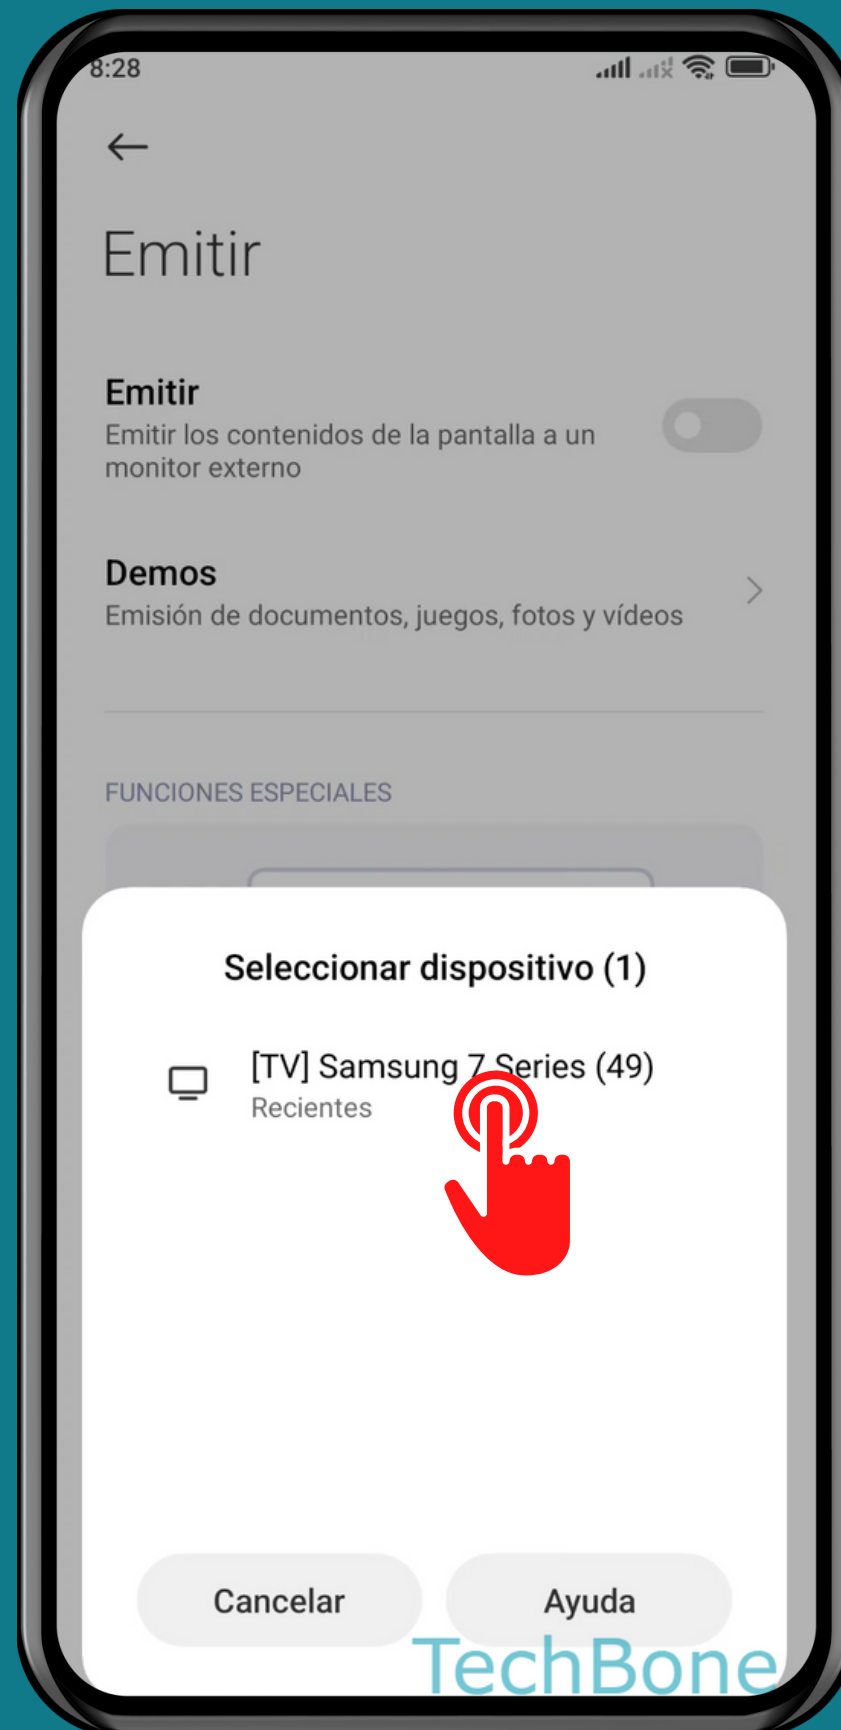 8:28
Emitir
Emitir
Emitir los contenidos de la pantalla a un
monitor externo
Demos
Emisión de documentos, juegos, fotos y vídeos
FUNCIONES ESPECIALES
Seleccionar dispositivo (1)
[TV] Samsung 7 Series (49)
Recientes
Cancelar
Ayuda
TechBone